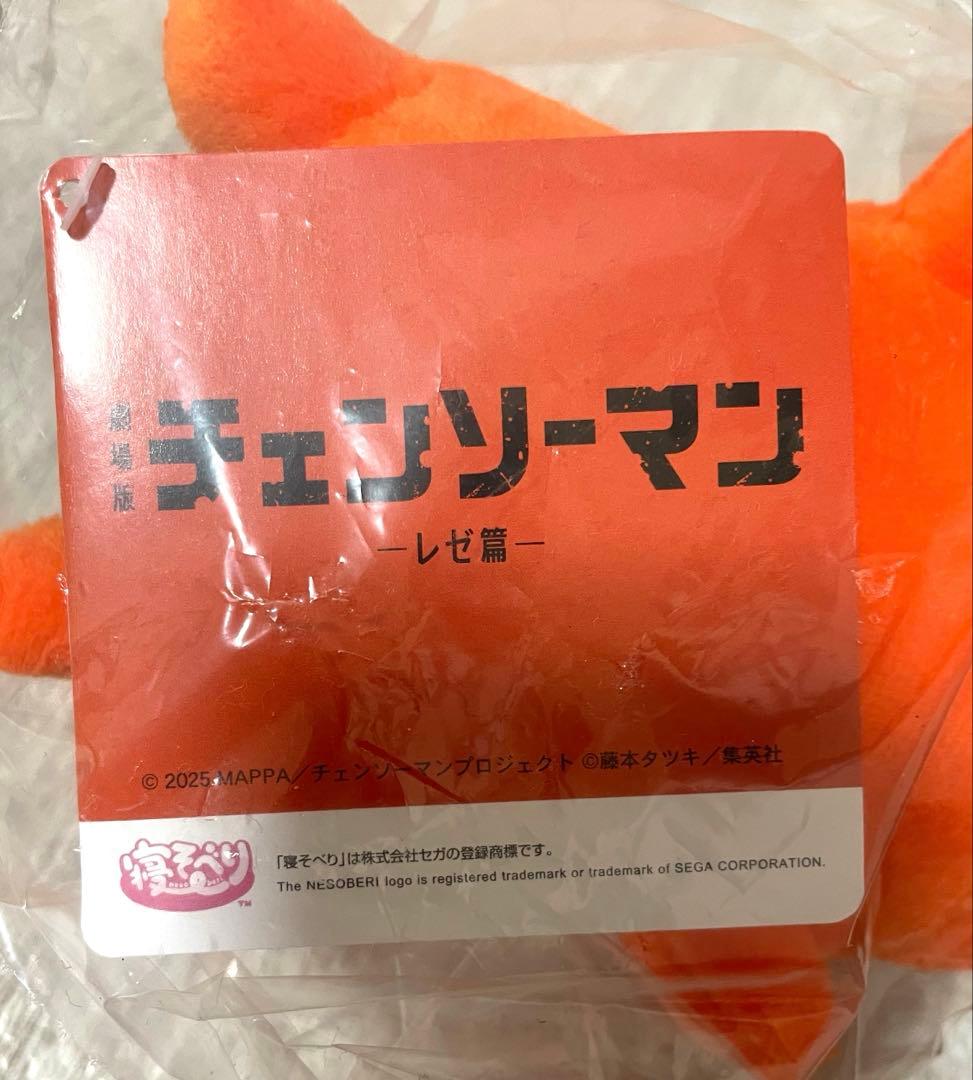 劇場版
チェンソーマン
―レゼ篇―
© 2025 MAPPA／チェンソーマンプロジェクト ©藤本タツキ／集英社
寝そべり
TM
「寝そべり」は株式会社セガの登録商標です。
The NESOBERI logo is registered trademark or trademark of SEGA CORPORATION.